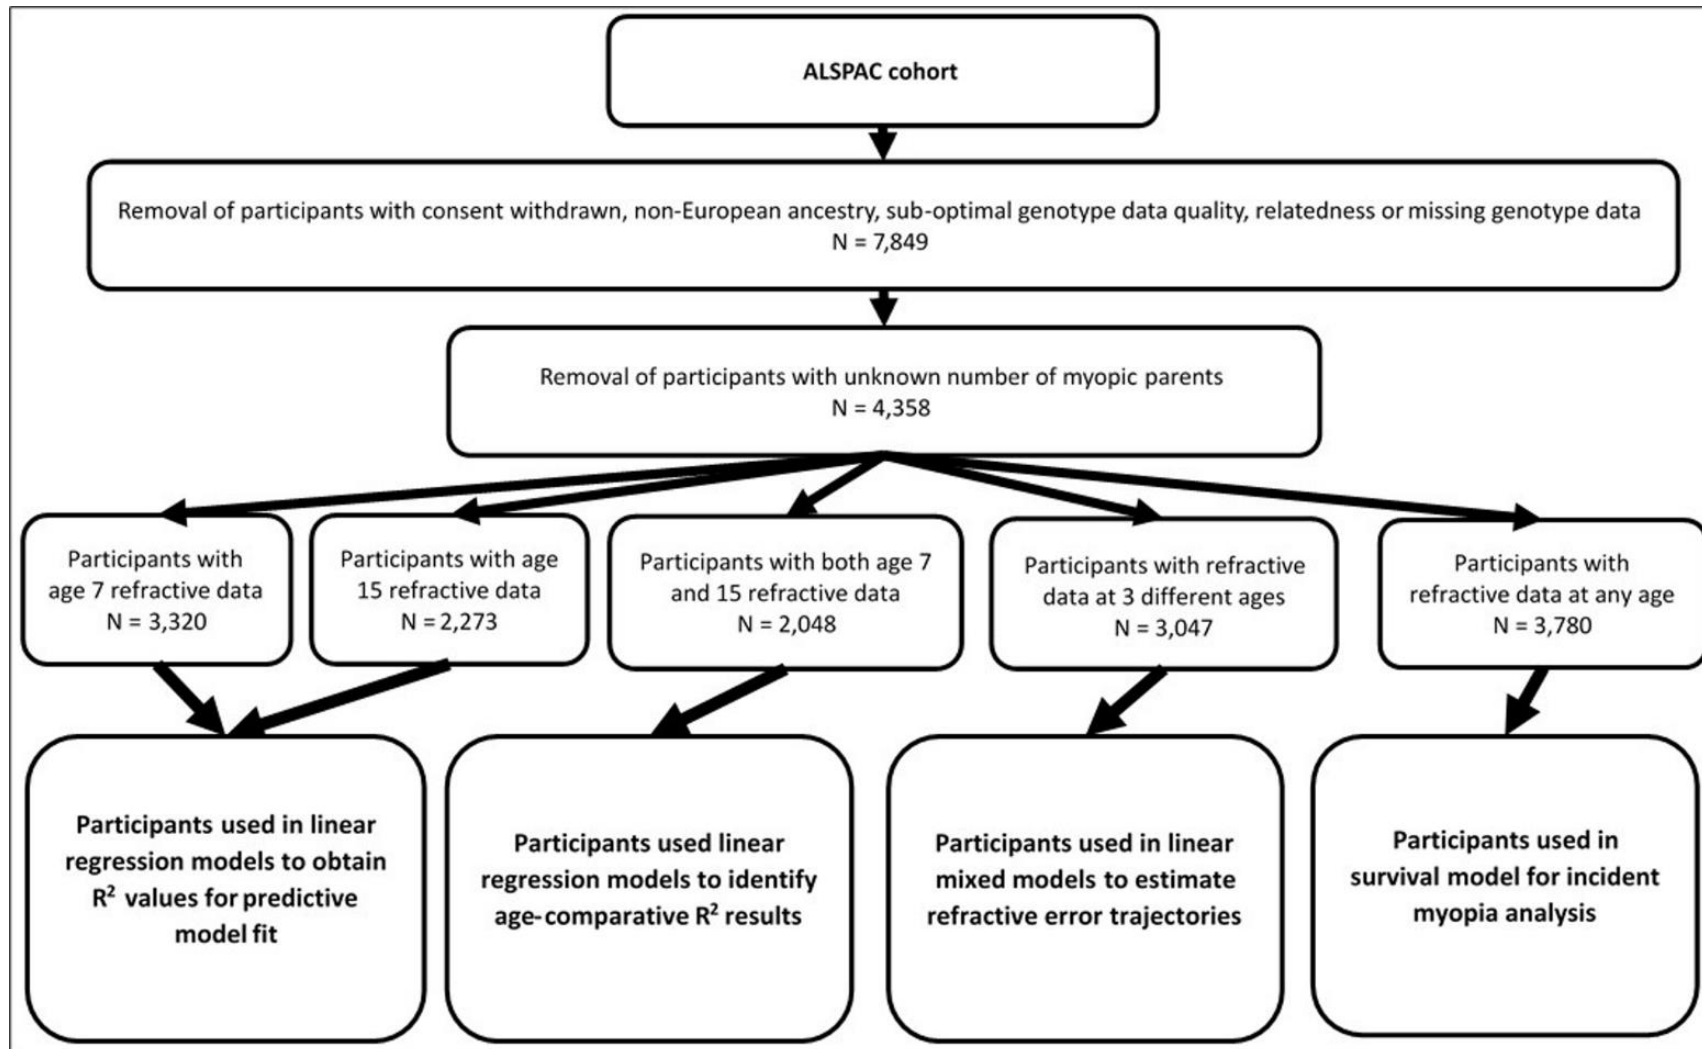 ALSPAC cohort
Removal of participants with consent withdrawn, non-European ancestry, sub-optimal genotype data quality, relatedness or missing genotype data
N = 7,849
Removal of participants with unknown number of myopic parents
N = 4,358
Participants with
age 7 refractive data
N = 3,320
Participants with age
15 refractive data
N = 2,273
Participants with both age 7
and 15 refractive data
N = 2,048
Participants with refractive
data at 3 different ages
N = 3,047
Participants with
refractive data at any age
N = 3,780
Participants used in linear
regression models to obtain
R² values for predictive
model fit
Participants used linear
regression models to identify
age-comparative R² results
Participants used in linear
mixed models to estimate
refractive error trajectories
Participants used in
survival model for incident
myopia analysis